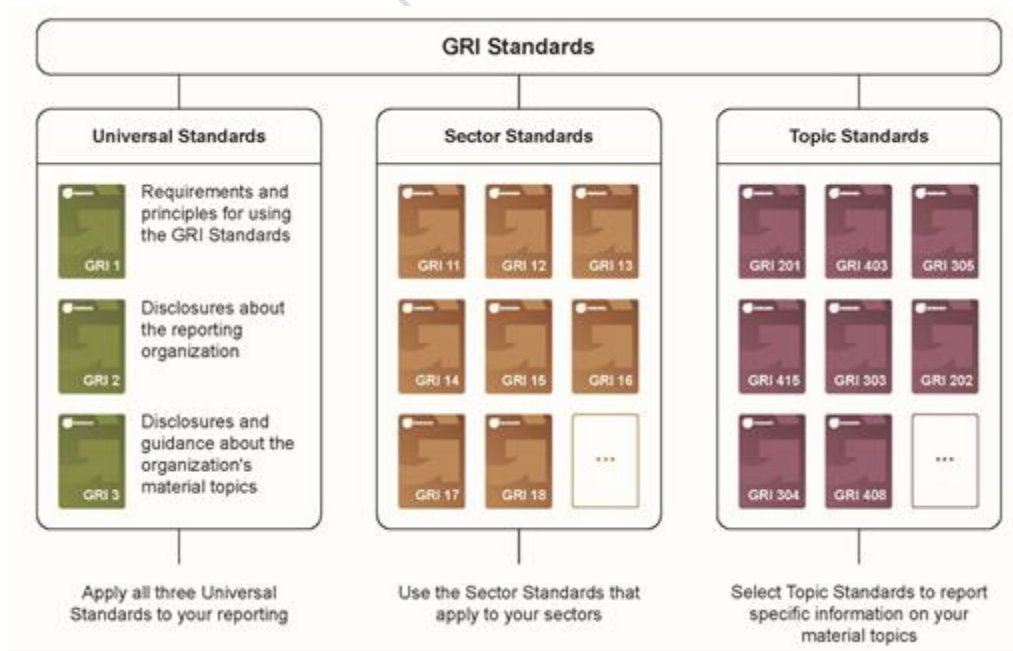 GRI Standards
Universal Standards
GRI 1
Requirements and
principles for using
the GRI Standards
GRI 2
Disclosures about
the reporting
organization
GRI 3
Disclosures and
guidance about the
organization's
material topics
Apply all three Universal
Standards to your reporting
Sector Standards
GRI 11
GRI 12
GRI 13
GRI 14
GRI 15
GRI 16
GRI 17
GRI 18
...
Use the Sector Standards that
apply to your sectors
Topic Standards
GRI 201
GRI 403
GRI 305
GRI 415
GRI 303
GRI 202
GRI 304
GRI 408
...
Select Topic Standards to report
specific information on your
material topics